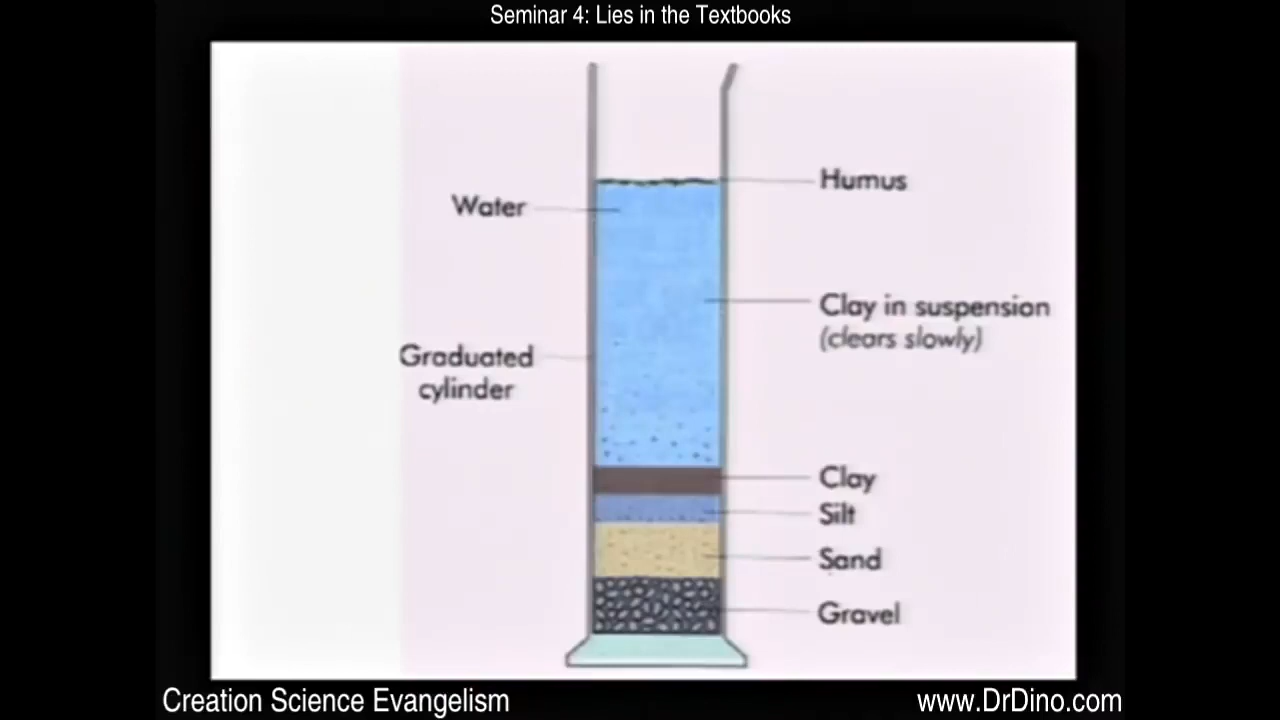 Seminar 4: Lies in the Textbooks
Humus
Water
Clay in suspension
(clears slowly)
Graduated
cylinder
Clay
Silt
Sand
Gravel
Creation Science Evangelism
www.DrDino.com